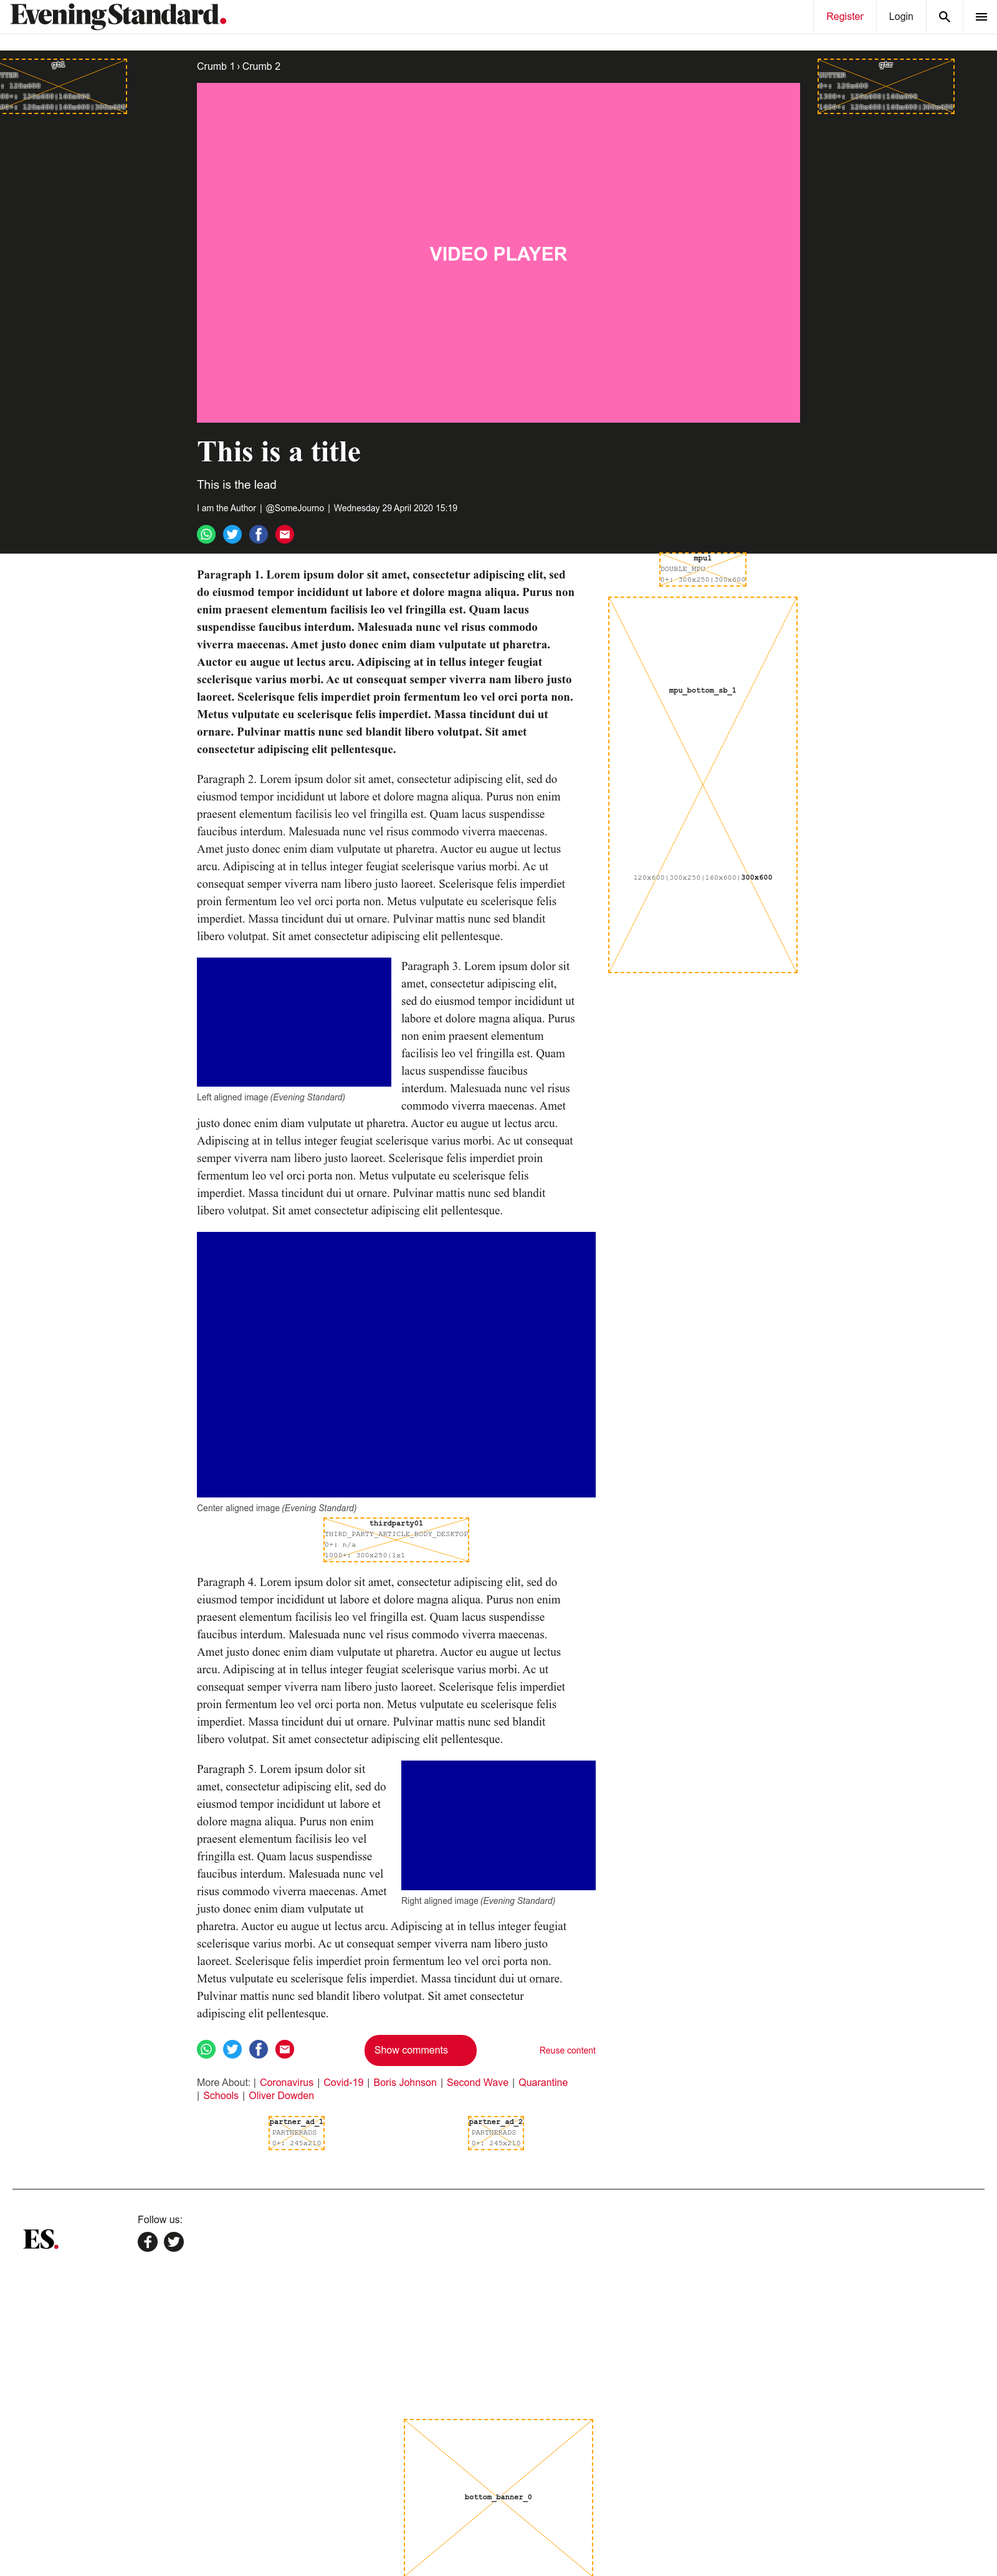 EveningStandard.
Register
Login
Crumb 1 › Crumb 2
VIDEO PLAYER
This is a title
This is the lead
I am the Author | @SomeJourno | Wednesday 29 April 2020 15:19
mpu1
DOUBLE_MPU
0+: 300x250|300x600
Paragraph 1. Lorem ipsum dolor sit amet, consectetur adipiscing elit, sed
do eiusmod tempor incididunt ut labore et dolore magna aliqua. Purus non
enim praesent elementum facilisis leo vel fringilla est. Quam lacus
suspendisse faucibus interdum. Malesuada nunc vel risus commodo
viverra maecenas. Amet justo donec enim diam vulputate ut pharetra.
Auctor eu augue ut lectus arcu. Adipiscing at in tellus integer feugiat
scelerisque varius morbi. Ac ut consequat semper viverra nam libero justo
laoreet. Scelerisque felis imperdiet proin fermentum leo vel orci porta non.
Metus vulputate eu scelerisque felis imperdiet. Massa tincidunt dui ut
ornare. Pulvinar mattis nunc sed blandit libero volutpat. Sit amet
consectetur adipiscing elit pellentesque.
mpu_bottom_sb_1
120x600|300x250|160x600|300x600
Paragraph 2. Lorem ipsum dolor sit amet, consectetur adipiscing elit, sed do
eiusmod tempor incididunt ut labore et dolore magna aliqua. Purus non enim
praesent elementum facilisis leo vel fringilla est. Quam lacus suspendisse
faucibus interdum. Malesuada nunc vel risus commodo viverra maecenas.
Amet justo donec enim diam vulputate ut pharetra. Auctor eu augue ut lectus
arcu. Adipiscing at in tellus integer feugiat scelerisque varius morbi. Ac ut
consequat semper viverra nam libero justo laoreet. Scelerisque felis imperdiet
proin fermentum leo vel orci porta non. Metus vulputate eu scelerisque felis
imperdiet. Massa tincidunt dui ut ornare. Pulvinar mattis nunc sed blandit
libero volutpat. Sit amet consectetur adipiscing elit pellentesque.
Left aligned image (Evening Standard)
Paragraph 3. Lorem ipsum dolor sit
amet, consectetur adipiscing elit,
sed do eiusmod tempor incididunt ut
labore et dolore magna aliqua. Purus
non enim praesent elementum
facilisis leo vel fringilla est. Quam
lacus suspendisse faucibus
interdum. Malesuada nunc vel risus
commodo viverra maecenas. Amet
justo donec enim diam vulputate ut pharetra. Auctor eu augue ut lectus arcu.
Adipiscing at in tellus integer feugiat scelerisque varius morbi. Ac ut consequat
semper viverra nam libero justo laoreet. Scelerisque felis imperdiet proin
fermentum leo vel orci porta non. Metus vulputate eu scelerisque felis
imperdiet. Massa tincidunt dui ut ornare. Pulvinar mattis nunc sed blandit
libero volutpat. Sit amet consectetur adipiscing elit pellentesque.
Center aligned image (Evening Standard)
thirdparty01
THIRD_PARTY_ARTICLE_BODY_DESKTOP
0+: n/a
1000+: 300x250|1x1
Paragraph 4. Lorem ipsum dolor sit amet, consectetur adipiscing elit, sed do
eiusmod tempor incididunt ut labore et dolore magna aliqua. Purus non enim
praesent elementum facilisis leo vel fringilla est. Quam lacus suspendisse
faucibus interdum. Malesuada nunc vel risus commodo viverra maecenas.
Amet justo donec enim diam vulputate ut pharetra. Auctor eu augue ut lectus
arcu. Adipiscing at in tellus integer feugiat scelerisque varius morbi. Ac ut
consequat semper viverra nam libero justo laoreet. Scelerisque felis imperdiet
proin fermentum leo vel orci porta non. Metus vulputate eu scelerisque felis
imperdiet. Massa tincidunt dui ut ornare. Pulvinar mattis nunc sed blandit
libero volutpat. Sit amet consectetur adipiscing elit pellentesque.
Paragraph 5. Lorem ipsum dolor sit
amet, consectetur adipiscing elit, sed do
eiusmod tempor incididunt ut labore et
dolore magna aliqua. Purus non enim
praesent elementum facilisis leo vel
fringilla est. Quam lacus suspendisse
faucibus interdum. Malesuada nunc vel
risus commodo viverra maecenas. Amet
justo donec enim diam vulputate ut
Right aligned image (Evening Standard)
pharetra. Auctor eu augue ut lectus arcu. Adipiscing at in tellus integer feugiat
scelerisque varius morbi. Ac ut consequat semper viverra nam libero justo
laoreet. Scelerisque felis imperdiet proin fermentum leo vel orci porta non.
Metus vulputate eu scelerisque felis imperdiet. Massa tincidunt dui ut ornare.
Pulvinar mattis nunc sed blandit libero volutpat. Sit amet consectetur
adipiscing elit pellentesque.
Show comments
Reuse content
More About: | Coronavirus | Covid-19 | Boris Johnson | Second Wave | Quarantine
| Schools | Oliver Dowden
partner_ad_1
PARTNERADS
0+: 245x210
partner_ad_2
PARTNERADS
0+: 245x210
ES.
Follow us:
bottom_banner_0